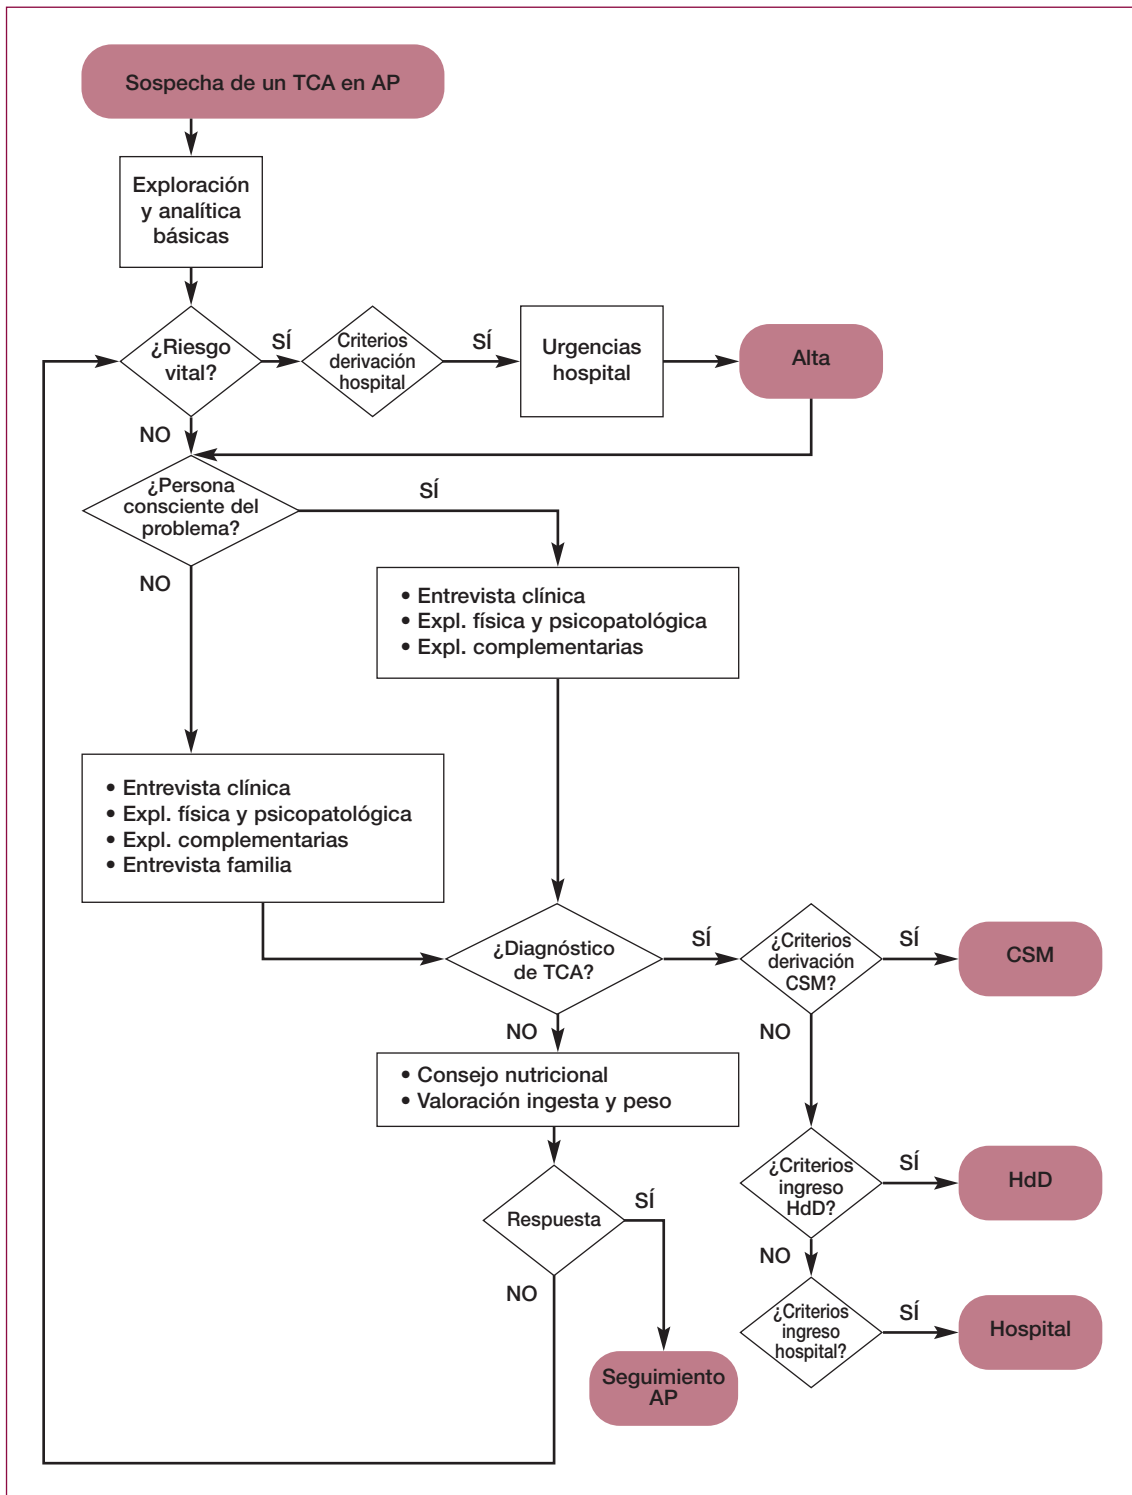 Sospecha de un TCA en AP
Exploración
y analítica
básicas
¿Riesgo
vital?
SÍ
Criterios
derivación
hospital
SÍ
Urgencias
hospital
Alta
NO
¿Persona
consciente del
problema?
SÍ
NO
• Entrevista clínica
• Expl. física y psicopatológica
• Expl. complementarias
• Entrevista clínica
• Expl. física y psicopatológica
• Expl. complementarias
• Entrevista familia
¿Diagnóstico
de TCA?
SÍ
¿Criterios
derivación
CSM?
SÍ
CSM
NO
NO
• Consejo nutricional
• Valoración ingesta y peso
¿Criterios
ingreso
HdD?
SÍ
HdD
Respuesta
SÍ
NO
NO
¿Criterios
ingreso
hospital?
SÍ
Hospital
Seguimiento
AP